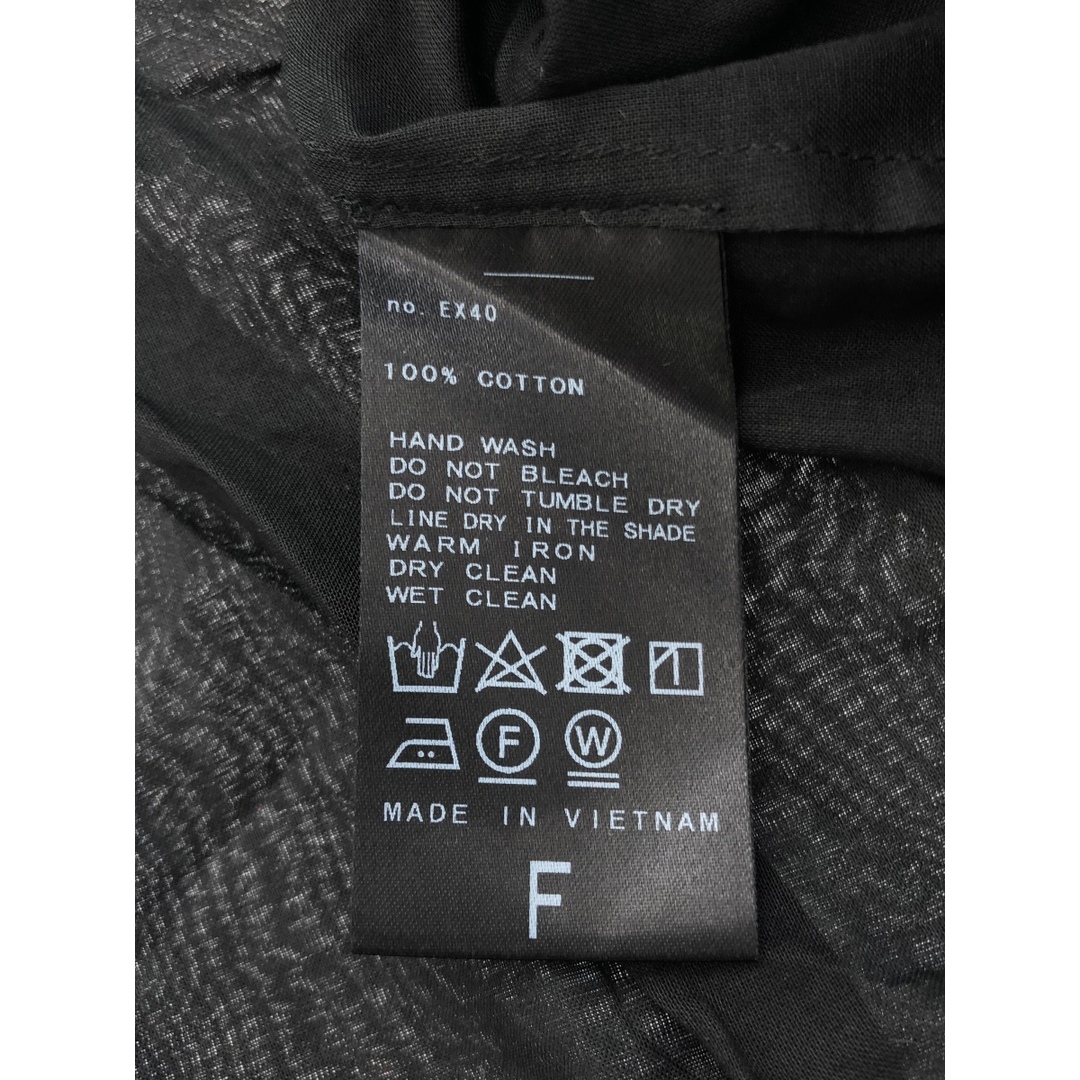 no. EX40
100% COTTON
HAND WASH
DO NOT BLEACH
DO NOT TUMBLE DRY
LINE DRY IN THE SHADE
WARM IRON
DRY CLEAN
WET CLEAN
F W
MADE IN VIETNAM
F